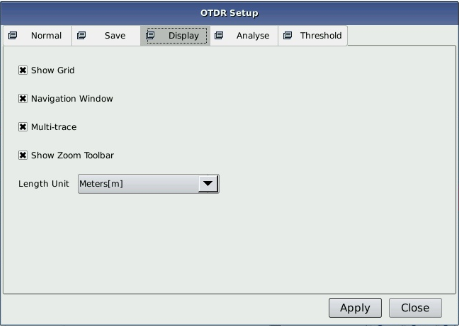 OTDR Setup
Normal Save Display Analyse Threshold
Show Grid
Navigation Window
Multi-trace
Show Zoom Toolbar
Length Unit Meters[m]
Apply Close